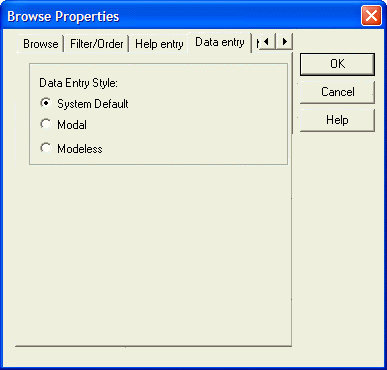 Browse Properties
Browse Filter/Order Help entry Data entry
OK
Data Entry Style:
System Default
Cancel
Modal
Help
Modeless